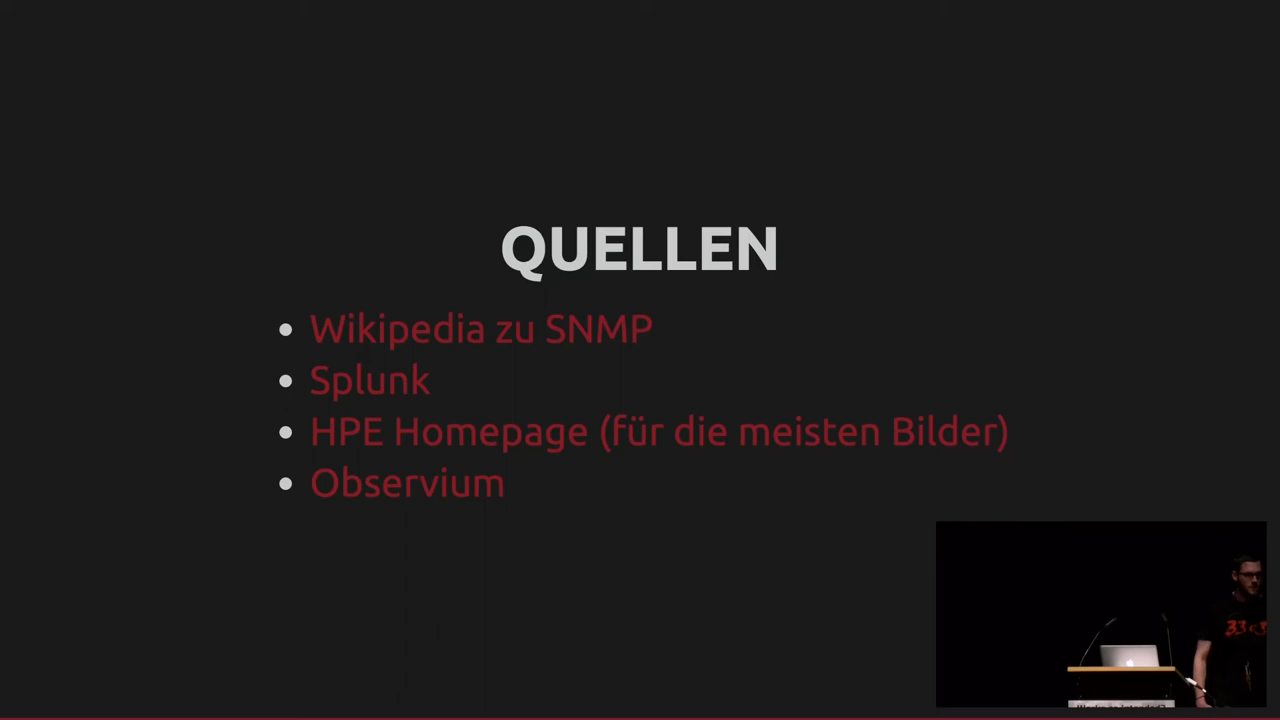 QUELLEN
Wikipedia zu SNMP
Splunk
HPE Homepage (für die meisten Bilder)
Observium